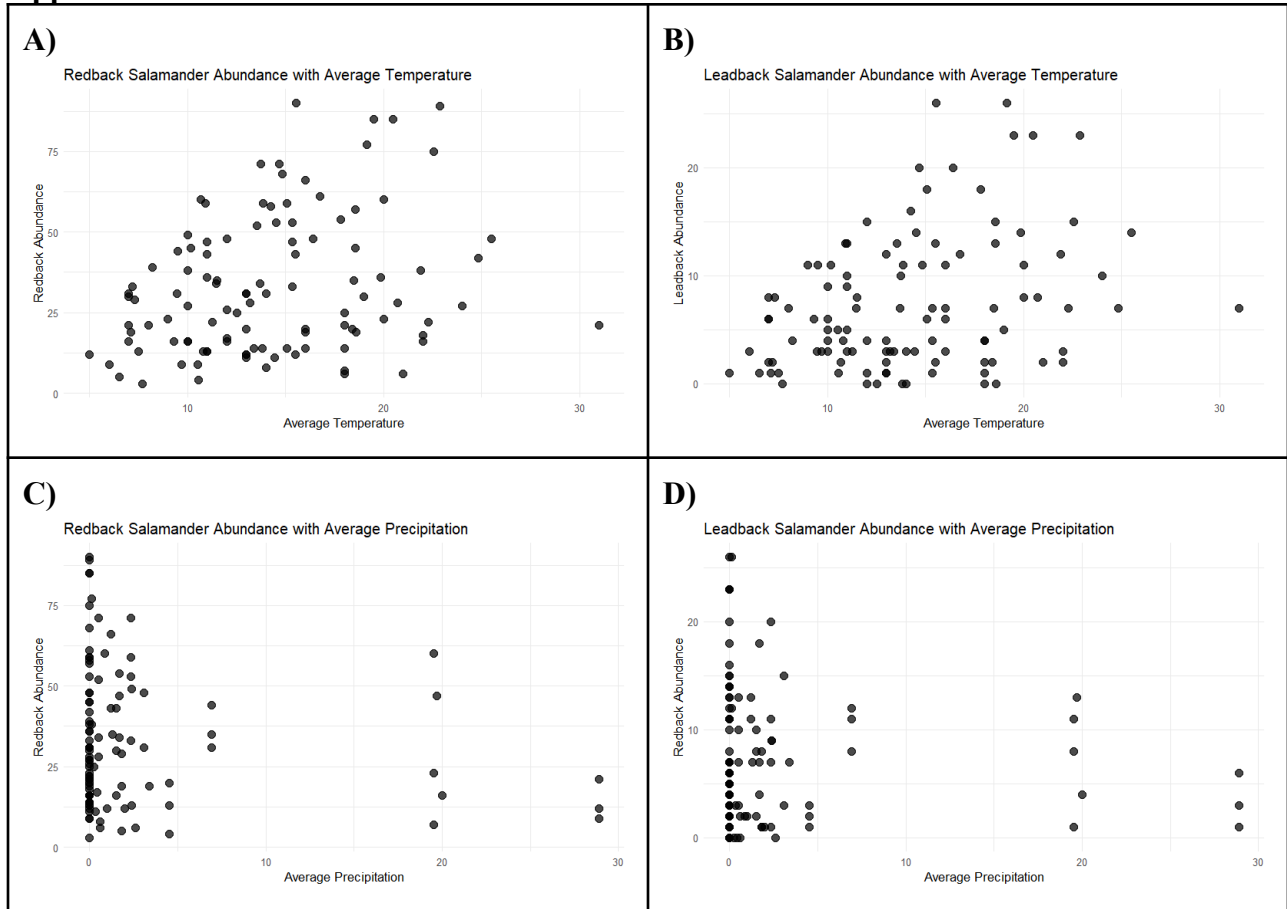 A)
Redback Salamander Abundance with Average Temperature
75
50
25
0
Redback Abundance
10
20
30
Average Temperature
B)
Leadback Salamander Abundance with Average Temperature
20
10
0
Leadback Abundance
10
20
30
Average Temperature
C)
Redback Salamander Abundance with Average Precipitation
75
50
25
0
Redback Abundance
0
10
20
30
Average Precipitation
D)
Leadback Salamander Abundance with Average Precipitation
20
10
0
Redback Abundance
0
10
20
30
Average Precipitation